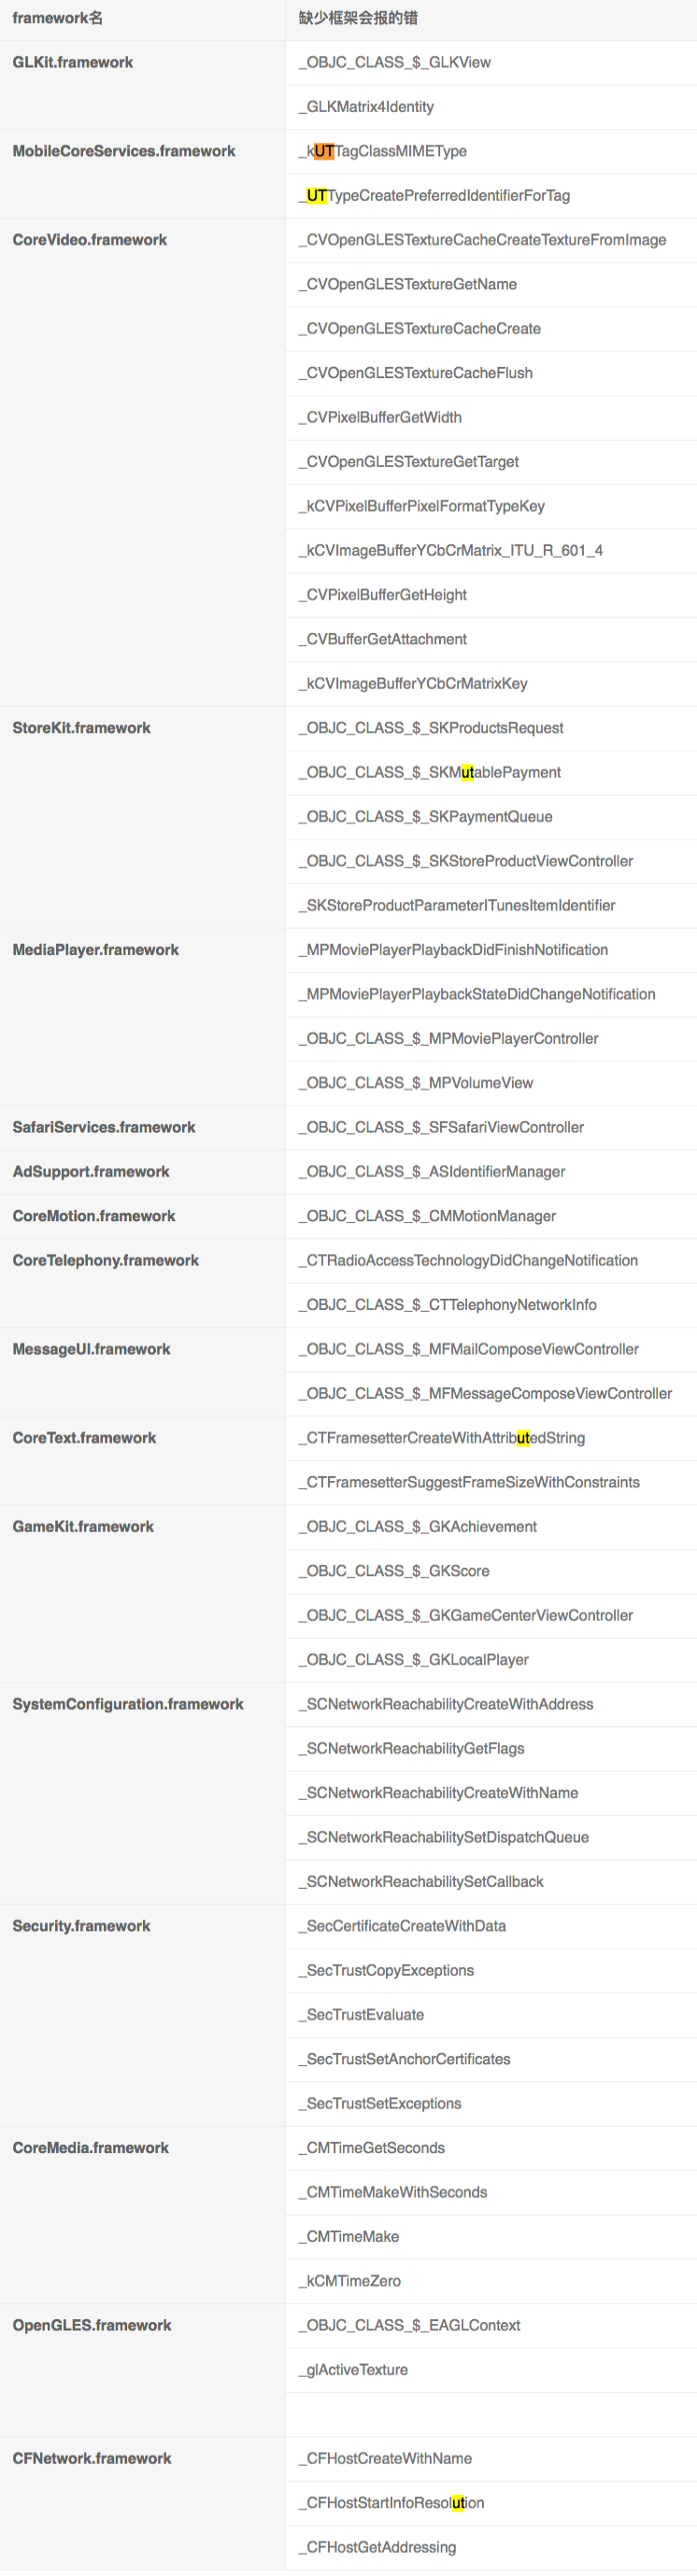 framework名 缺少框架会报的错
GLKit.framework _OBJC_CLASS_$_GLKView
_GLKMatrix4Identity
MobileCoreServices.framework _kUTTagClassMIMEType
_UTTypeCreatePreferredIdentifierForTag
CoreVideo.framework _CVOpenGLESTextureCacheCreateTextureFromImage
_CVOpenGLESTextureGetName
_CVOpenGLESTextureCacheCreate
_CVOpenGLESTextureCacheFlush
_CVPixelBufferGetWidth
_CVOpenGLESTextureGetTarget
_kCVPixelBufferPixelFormatTypeKey
_kCVImageBufferYCbCrMatrix_ITU_R_601_4
_CVPixelBufferGetHeight
_CVBufferGetAttachment
_kCVImageBufferYCbCrMatrixKey
StoreKit.framework _OBJC_CLASS_$_SKProductsRequest
_OBJC_CLASS_$_SKMutablePayment
_OBJC_CLASS_$_SKPaymentQueue
_OBJC_CLASS_$_SKStoreProductViewController
_SKStoreProductParameterITunesItemIdentifier
MediaPlayer.framework _MPMoviePlayerPlaybackDidFinishNotification
_MPMoviePlayerPlaybackStateDidChangeNotification
_OBJC_CLASS_$_MPMoviePlayerController
_OBJC_CLASS_$_MPVolumeView
SafariServices.framework _OBJC_CLASS_$_SFSafariViewController
AdSupport.framework _OBJC_CLASS_$_ASIdentifierManager
CoreMotion.framework _OBJC_CLASS_$_CMMotionManager
CoreTelephony.framework _CTRadioAccessTechnologyDidChangeNotification
_OBJC_CLASS_$_CTTelephonyNetworkInfo
MessageUI.framework _OBJC_CLASS_$_MFMailComposeViewController
_OBJC_CLASS_$_MFMessageComposeViewController
CoreText.framework _CTFramesetterCreateWithAttributedString
_CTFramesetterSuggestFrameSizeWithConstraints
GameKit.framework _OBJC_CLASS_$_GKAchievement
_OBJC_CLASS_$_GKScore
_OBJC_CLASS_$_GKGameCenterViewController
_OBJC_CLASS_$_GKLocalPlayer
SystemConfiguration.framework _SCNetworkReachabilityCreateWithAddress
_SCNetworkReachabilityGetFlags
_SCNetworkReachabilityCreateWithName
_SCNetworkReachabilitySetDispatchQueue
_SCNetworkReachabilitySetCallback
Security.framework _SecCertificateCreateWithData
_SecTrustCopyExceptions
_SecTrustEvaluate
_SecTrustSetAnchorCertificates
_SecTrustSetExceptions
CoreMedia.framework _CMTimeGetSeconds
_CMTimeMakeWithSeconds
_CMTimeMake
_kCMTimeZero
OpenGLES.framework _OBJC_CLASS_$_EAGLContext
_glActiveTexture
CFNetwork.framework _CFHostCreateWithName
_CFHostStartInfoResolution
_CFHostGetAddressing